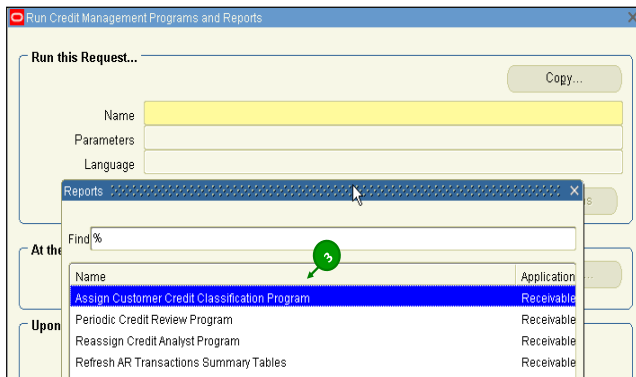 Run Credit Management Programs and Reports
Run this Request...
Copy...
Name
Parameters
Language
Reports
Find %
At the
3
Name Application
Assign Customer Credit Classification Program Receivable
Upon
Periodic Credit Review Program Receivable
Reassign Credit Analyst Program Receivable
Refresh AR Transactions Summary Tables Receivable